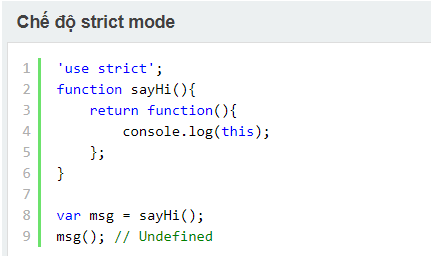 Chế độ strict mode
1 'use strict';
2 function sayHi(){
3     return function(){
4         console.log(this);
5     };
6 }
7
8 var msg = sayHi();
9 msg(); // Undefined